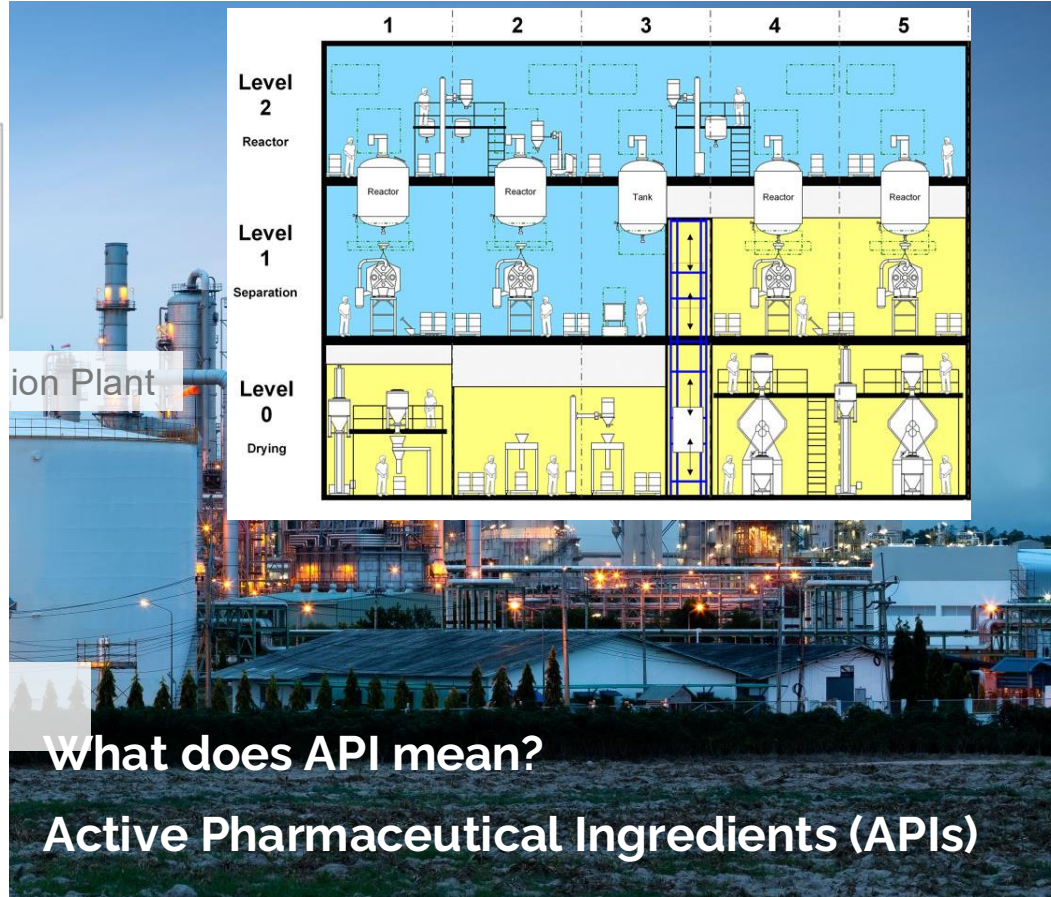 1 2 3 4 5
Level
2
Reactor
Reactor
Reactor
Tank
Reactor
Reactor
Level
1
Separation
ion Plant
Level
0
Drying
What does API mean?
Active Pharmaceutical Ingredients (APIs)